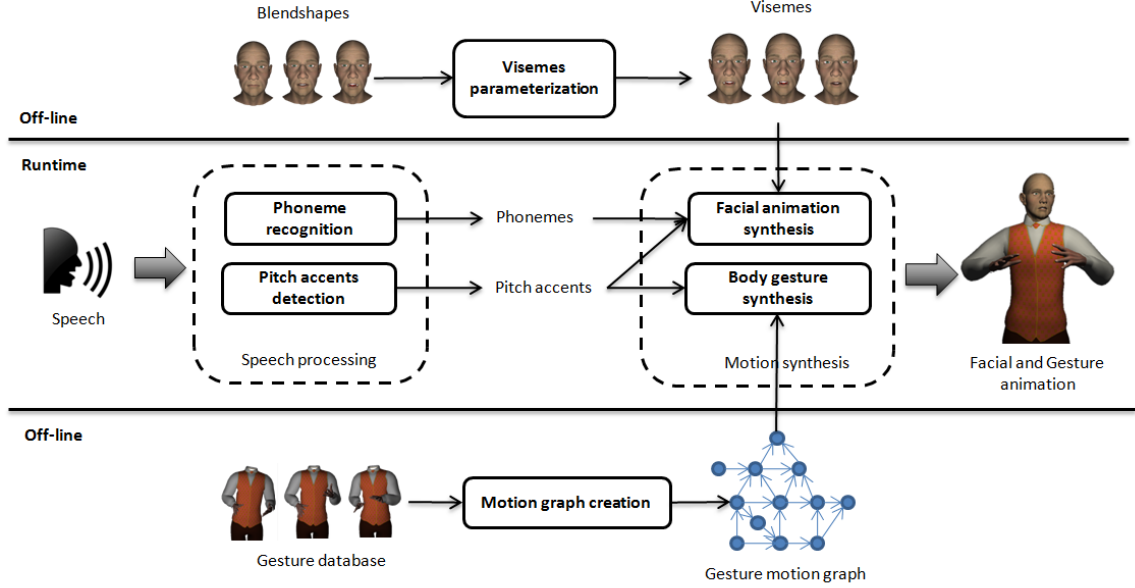 Blendshapes
Visemes
Visemes
parameterization
Off-line
Runtime
Phoneme
recognition
Phonemes
Facial animation
synthesis
Pitch accents
detection
Pitch accents
Body gesture
synthesis
Speech
Speech processing
Motion synthesis
Facial and Gesture
animation
Off-line
Motion graph creation
Gesture database
Gesture motion graph